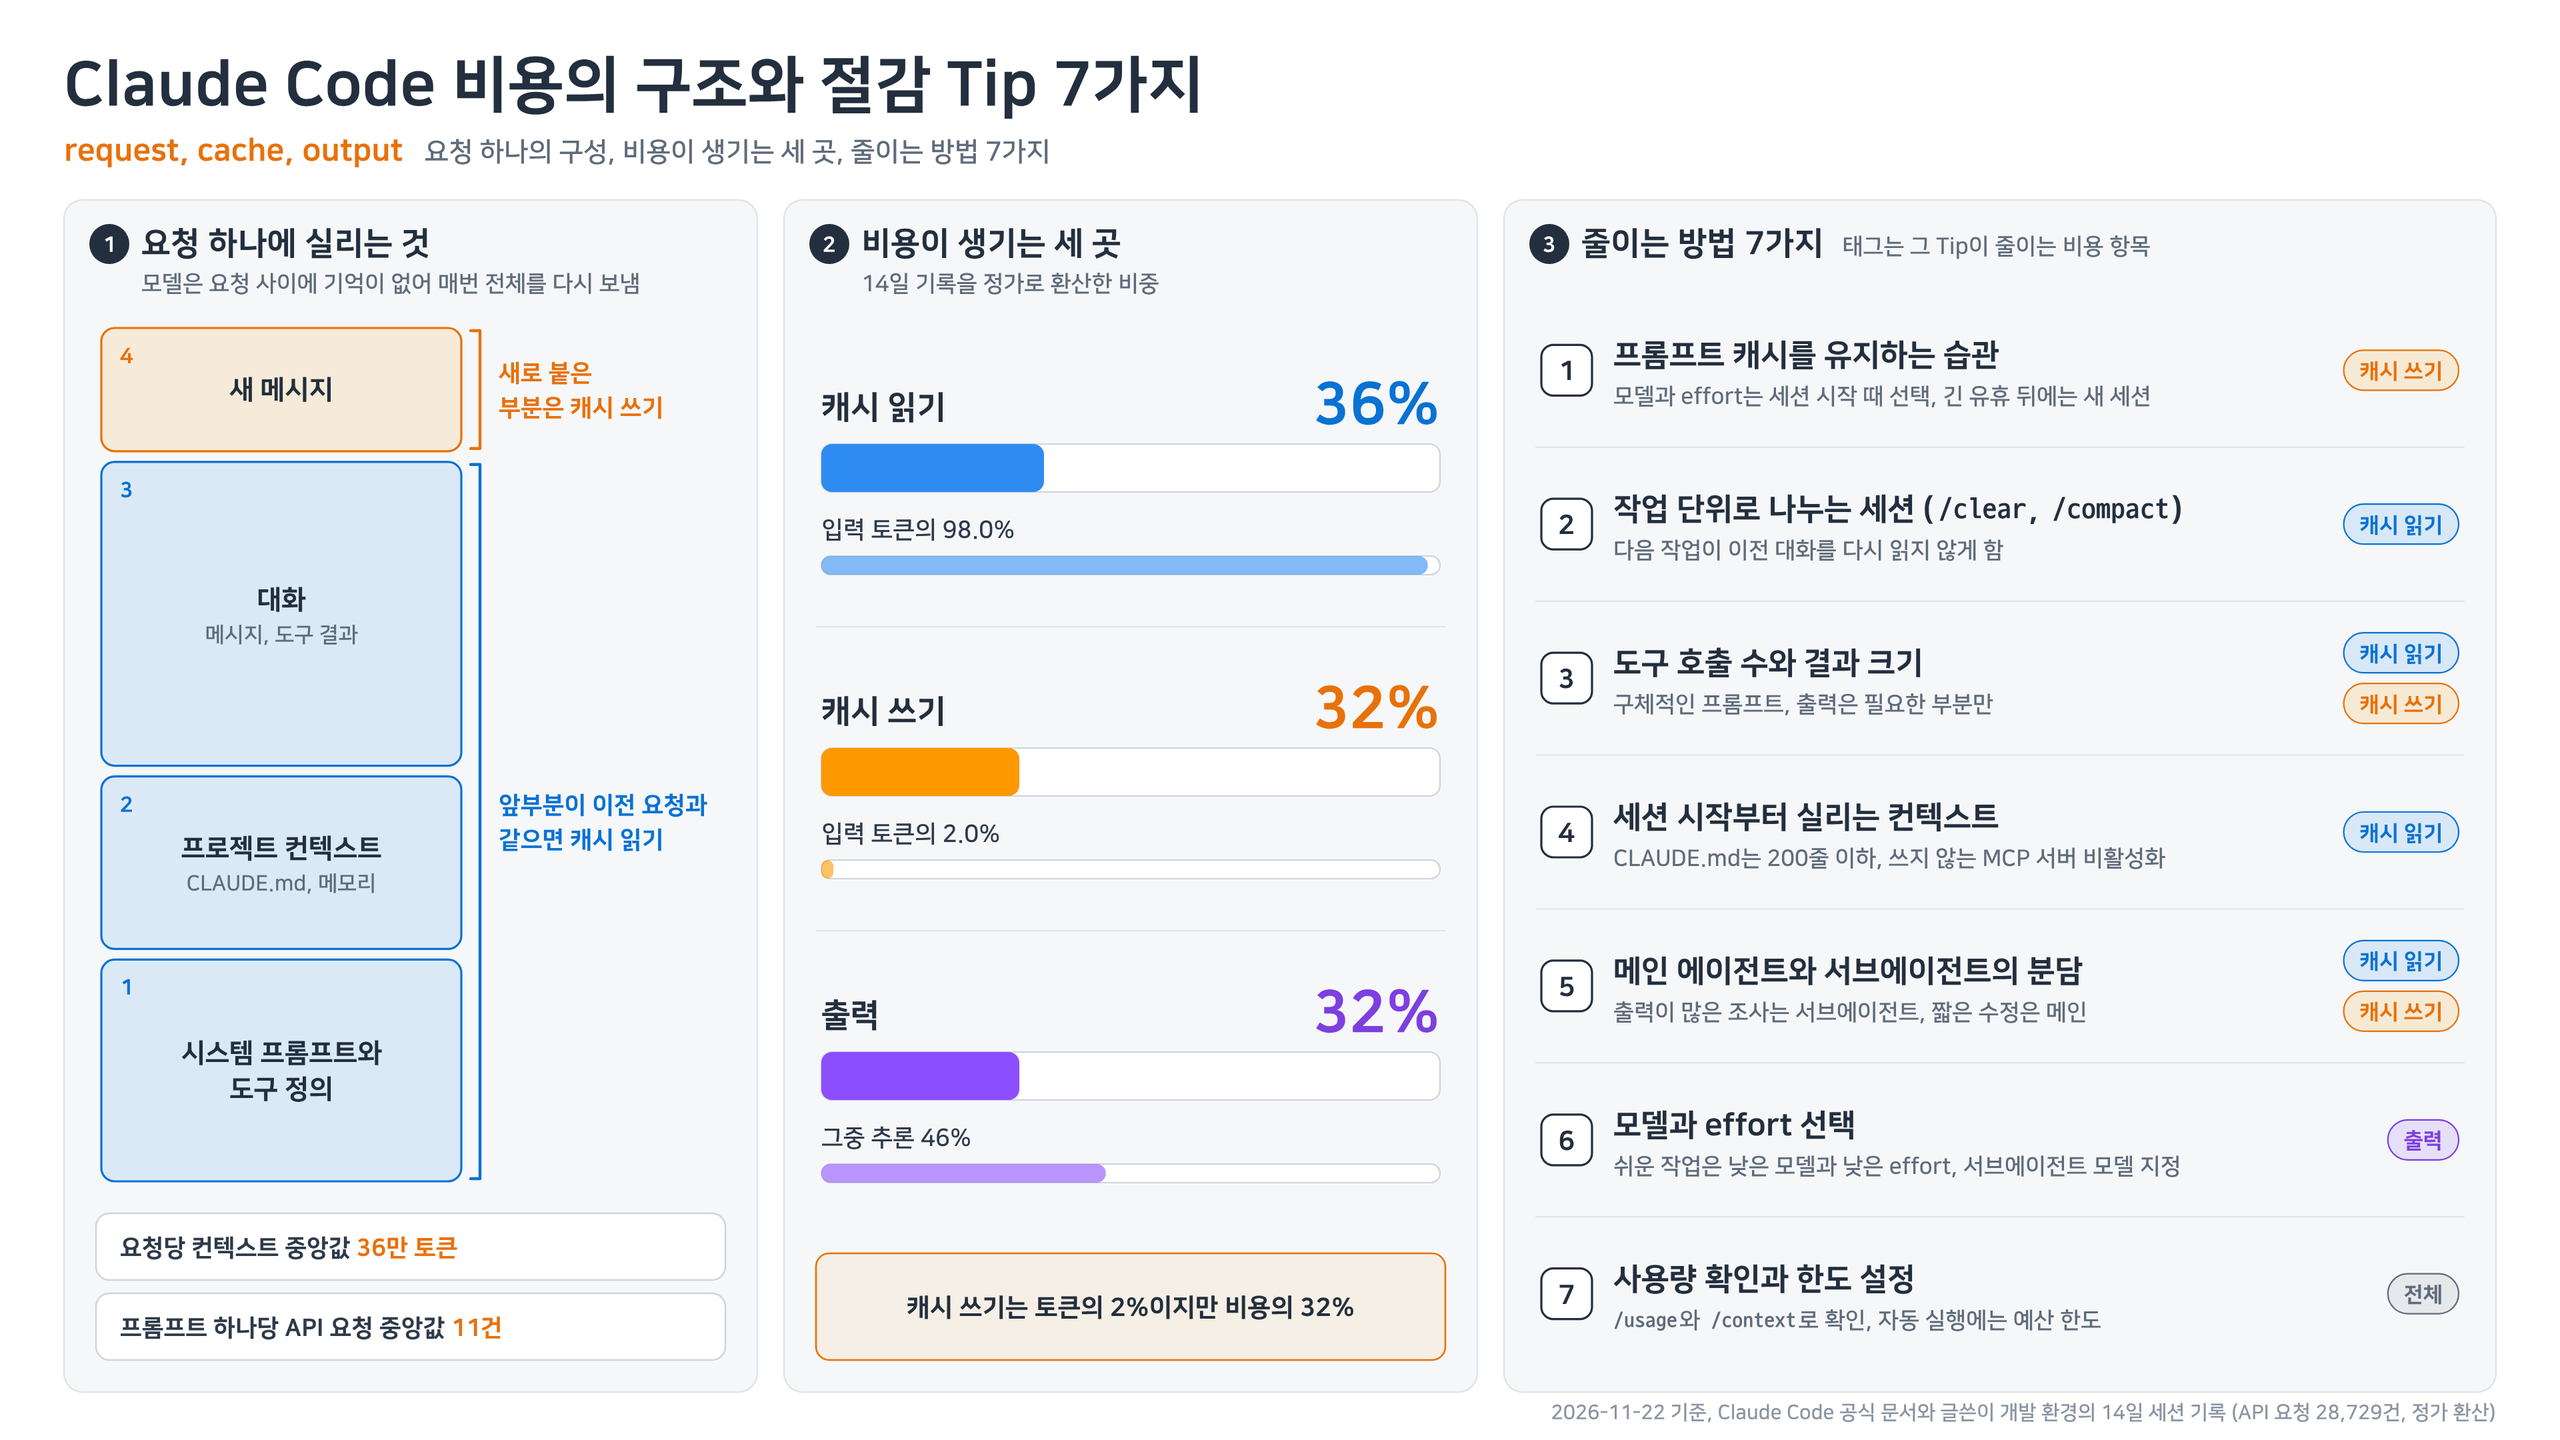 Claude Code 비용의 구조와 절감 Tip 7가지
request, cache, output 요청 하나의 구성, 비용이 생기는 세 곳, 줄이는 방법 7가지
1 요청 하나에 실리는 것
모델은 요청 사이에 기억이 없어 매번 전체를 다시 보냄
4
새 메시지
새로 붙은
부분은 캐시 쓰기
3
대화
메시지, 도구 결과
2
프로젝트 컨텍스트
CLAUDE.md, 메모리
앞부분이 이전 요청과
같으면 캐시 읽기
1
시스템 프롬프트와
도구 정의
요청당 컨텍스트 중앙값 36만 토큰
프롬프트 하나당 API 요청 중앙값 11건
2 비용이 생기는 세 곳
14일 기록을 정가로 환산한 비중
캐시 읽기 36%
입력 토큰의 98.0%
캐시 쓰기 32%
입력 토큰의 2.0%
출력 32%
그중 추론 46%
캐시 쓰기는 토큰의 2%이지만 비용의 32%
3 줄이는 방법 7가지 태그는 그 Tip이 줄이는 비용 항목
1 프롬프트 캐시를 유지하는 습관
모델과 effort는 세션 시작 때 선택, 긴 유휴 뒤에는 새 세션
캐시 쓰기
2 작업 단위로 나누는 세션 (/clear, /compact)
다음 작업이 이전 대화를 다시 읽지 않게 함
캐시 읽기
3 도구 호출 수와 결과 크기
구체적인 프롬프트, 출력은 필요한 부분만
캐시 읽기
캐시 쓰기
4 세션 시작부터 실리는 컨텍스트
CLAUDE.md는 200줄 이하, 쓰지 않는 MCP 서버 비활성화
캐시 읽기
5 메인 에이전트와 서브에이전트의 분담
출력이 많은 조사는 서브에이전트, 짧은 수정은 메인
캐시 읽기
캐시 쓰기
6 모델과 effort 선택
쉬운 작업은 낮은 모델과 낮은 effort, 서브에이전트 모델 지정
출력
7 사용량 확인과 한도 설정
/usage와 /context로 확인, 자동 실행에는 예산 한도
전체
2026-11-22 기준, Claude Code 공식 문서와 글쓴이 개발 환경의 14일 세션 기록 (API 요청 28,729건, 정가 환산)